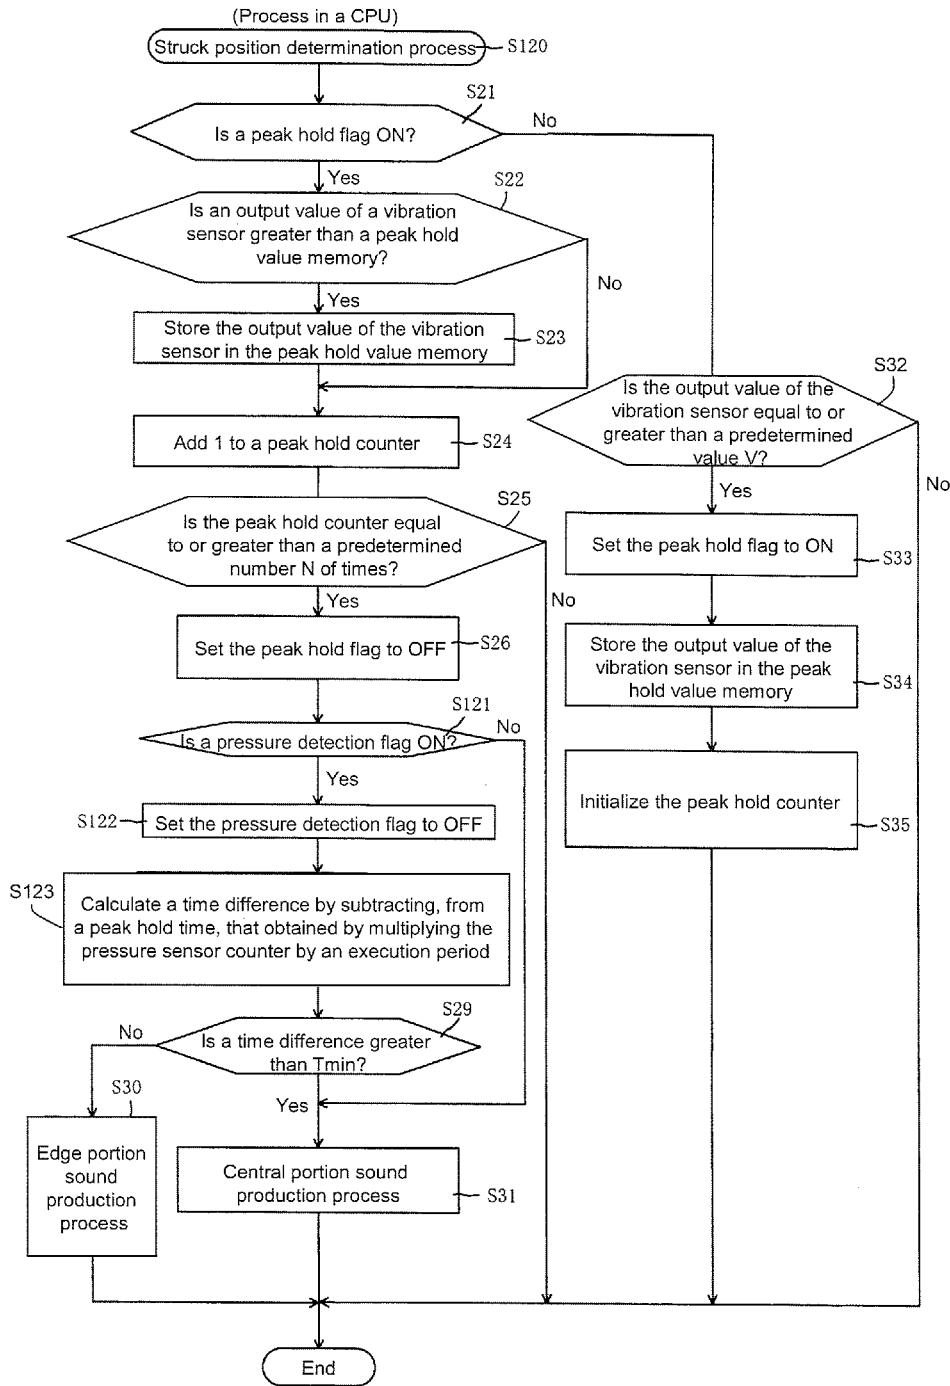 (Process in a CPU)
Struck position determination process
S120
S21
Is a peak hold flag ON?
No
Yes
S22
Is an output value of a vibration
sensor greater than a peak hold
value memory?
No
Yes
Store the output value of the vibration
sensor in the peak hold value memory
S23
S32
Is the output value of the
vibration sensor equal to or
greater than a predetermined
value V?
No
Yes
Add 1 to a peak hold counter
S24
S25
Is the peak hold counter equal
to or greater than a predetermined
number N of times?
No
Yes
Set the peak hold flag to ON
S33
Set the peak hold flag to OFF
S26
Store the output value of the
vibration sensor in the peak
hold value memory
S34
S121
Is a pressure detection flag ON?
No
Yes
Initialize the peak hold counter
S35
S122
Set the pressure detection flag to OFF
S123
Calculate a time difference by subtracting, from
a peak hold time, that obtained by multiplying the
pressure sensor counter by an execution period
S29
Is a time difference greater
than Tmin?
No
Yes
S30
Edge portion
sound
production
process
Central portion sound
production process
S31
End